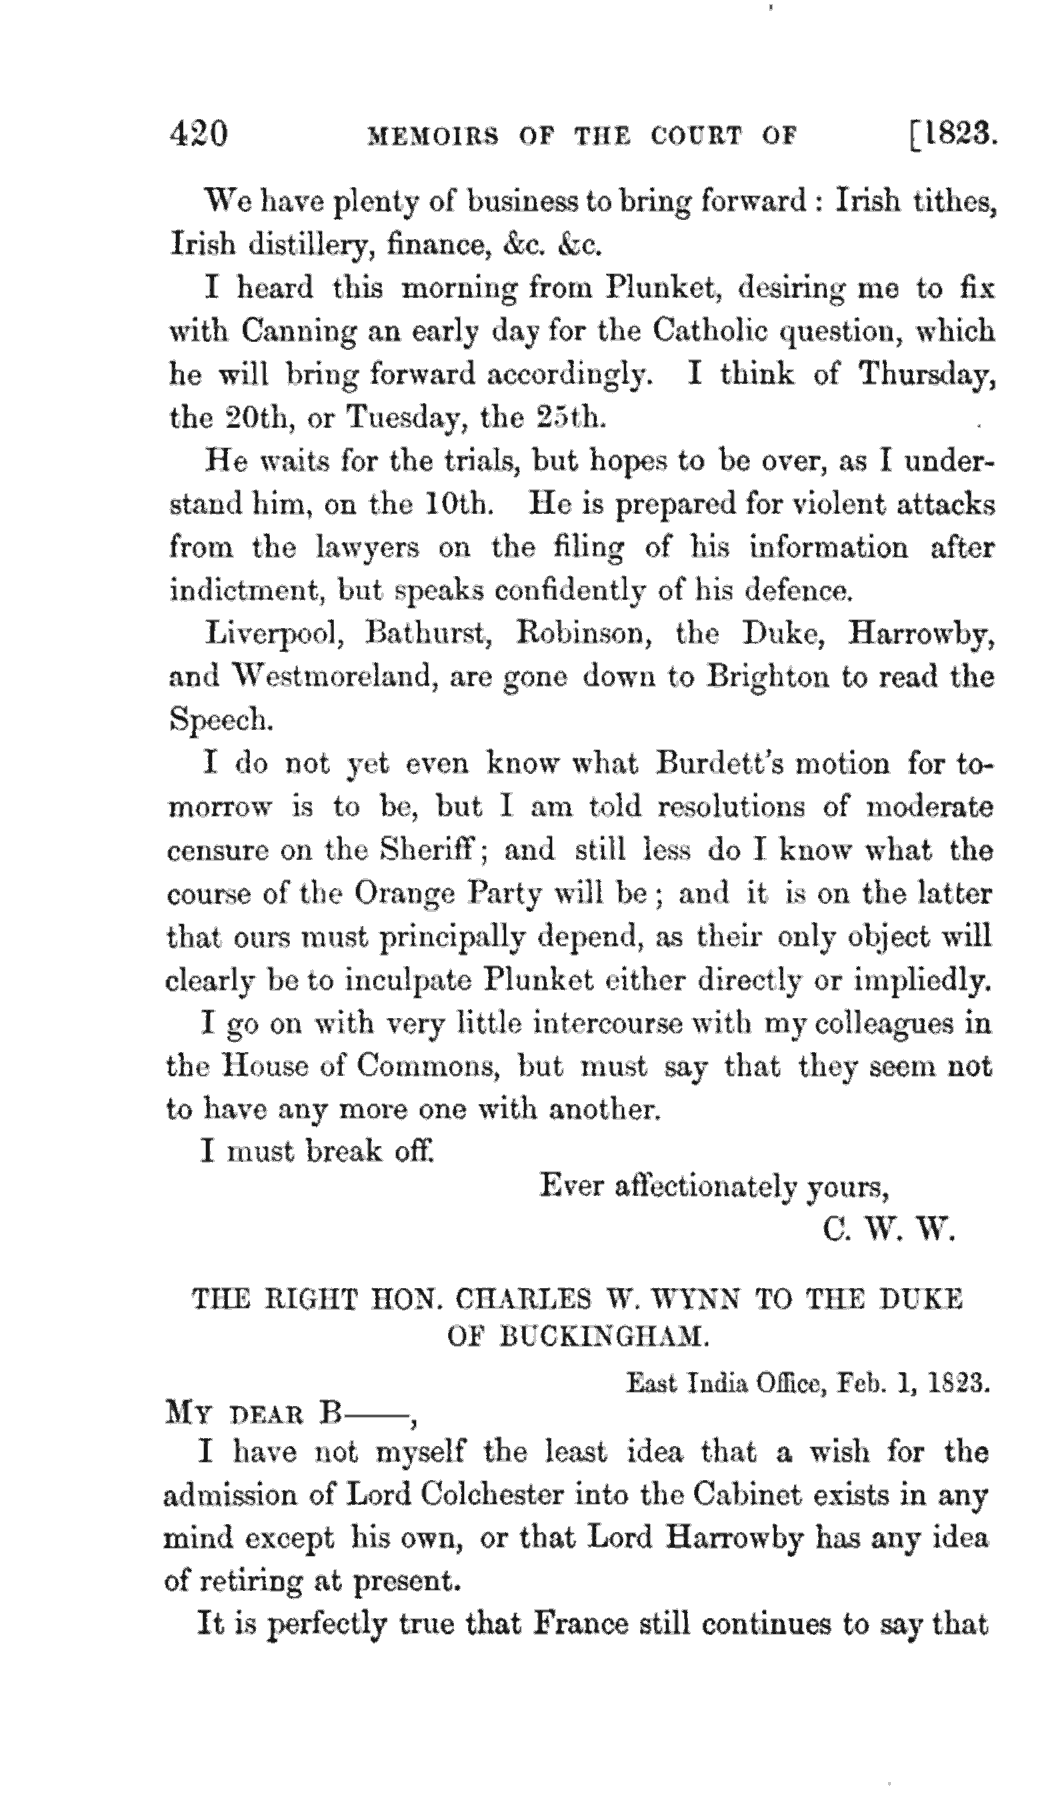 420 MEMOIRS OF THE COURT OF [1823.
We have plenty of business to bring forward : Irish tithes,
Irish distillery, finance, &c. &c.
I heard this morning from Plunket, desiring me to fix
with Canning an early day for the Catholic question, which
he will bring forward accordingly. I think of Thursday,
the 20th, or Tuesday, the 25th.
He waits for the trials, but hopes to be over, as I under-
stand him, on the 10th. He is prepared for violent attacks
from the lawyers on the filing of his information after
indictment, but speaks confidently of his defence.
Liverpool, Bathurst, Robinson, the Duke, Harrowby,
and Westmoreland, are gone down to Brighton to read the
Speech.
I do not yet even know what Burdett's motion for to-
morrow is to be, but I am told resolutions of moderate
censure on the Sheriff; and still less do I know what the
course of the Orange Party will be ; and it is on the latter
that ours must principally depend, as their only object will
clearly be to inculpate Plunket either directly or impliedly.
I go on with very little intercourse with my colleagues in
the House of Commons, but must say that they seem not
to have any more one with another.
I must break off.
Ever affectionately yours,
C. W. W.
THE RIGHT HON. CHARLES W. WYNN TO THE DUKE
OF BUCKINGHAM.
East India Office, Feb. 1, 1823.
MY DEAR B——,
I have not myself the least idea that a wish for the
admission of Lord Colchester into the Cabinet exists in any
mind except his own, or that Lord Harrowby has any idea
of retiring at present.
It is perfectly true that France still continues to say that